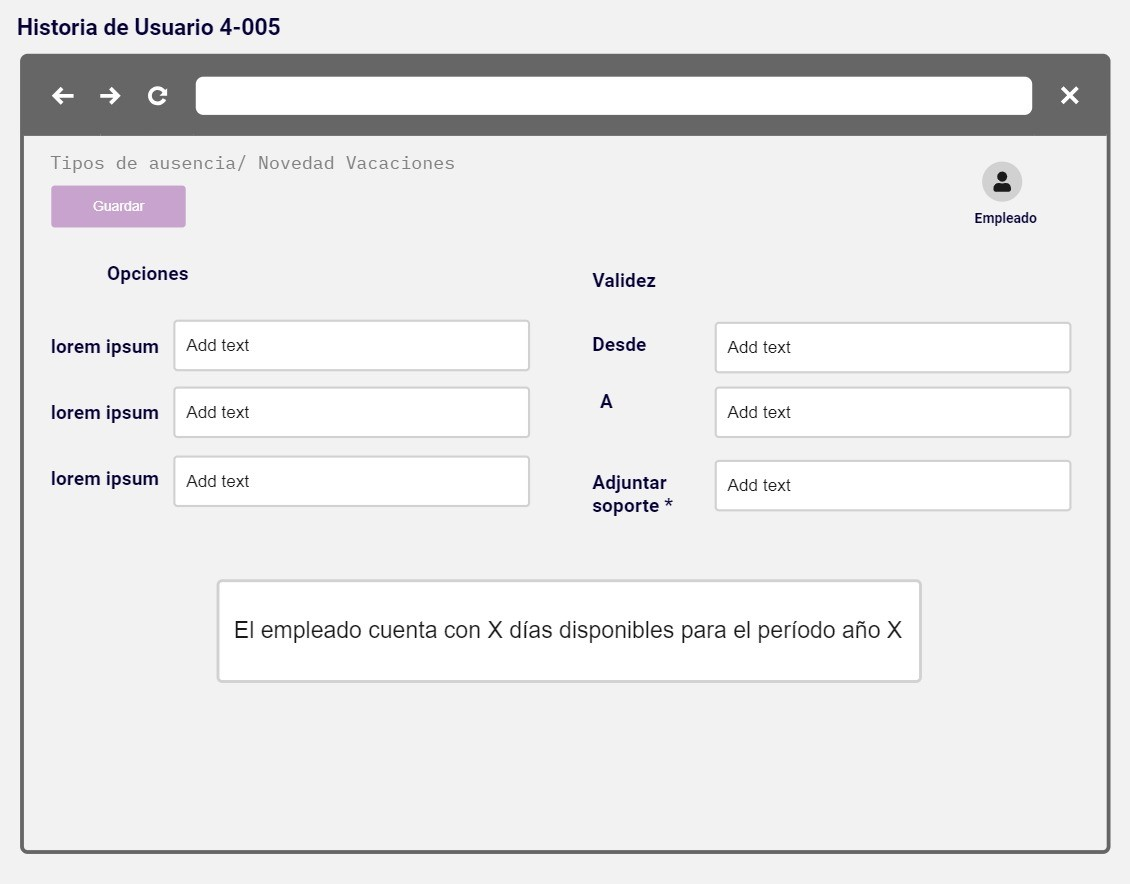 Historia de Usuario 4-005
Tipos de ausencia/ Novedad Vacaciones
Guardar
Empleado
Opciones
lorem ipsum Add text
lorem ipsum Add text
lorem ipsum Add text
Validez
Desde Add text
A Add text
Adjuntar
soporte * Add text
El empleado cuenta con X días disponibles para el período año X